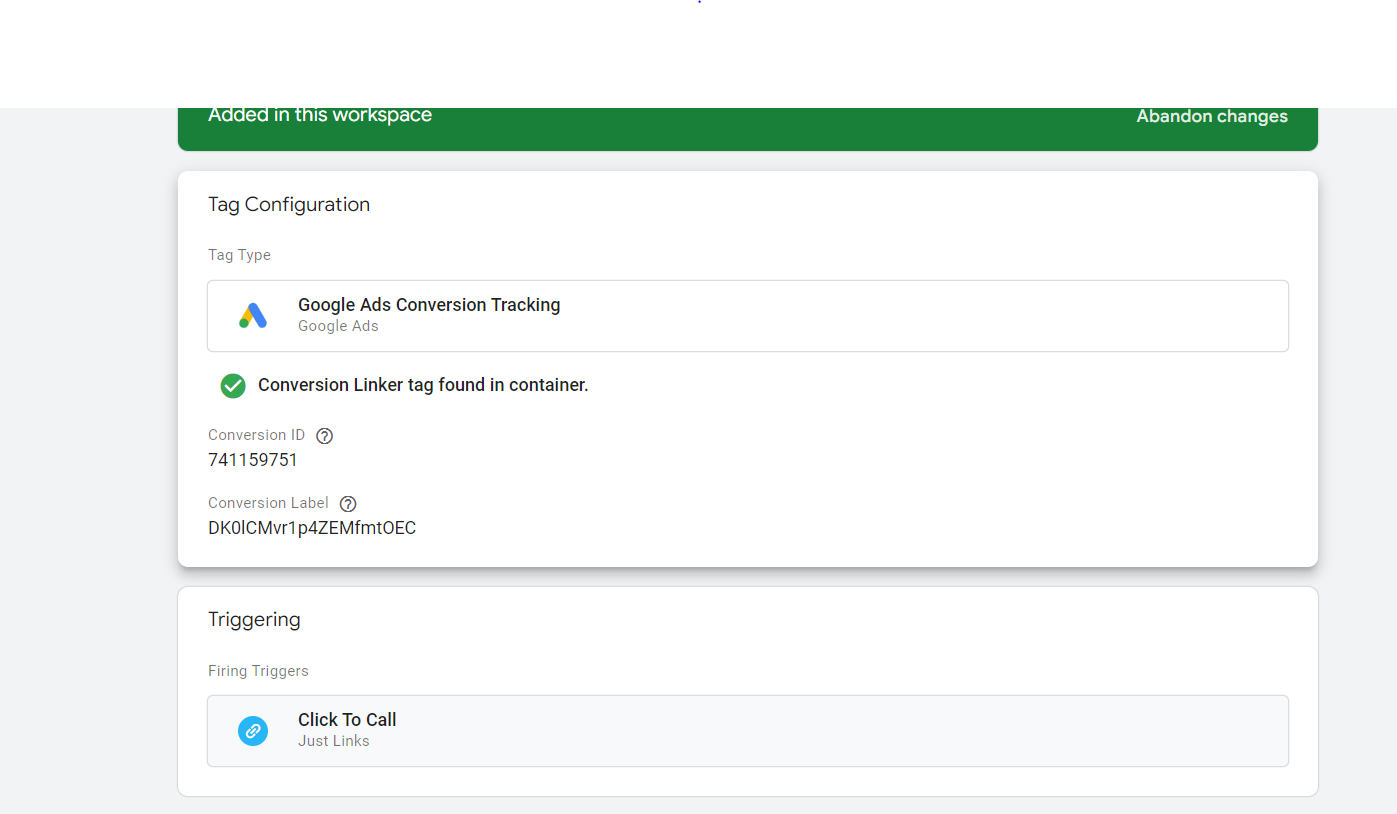 Added in this workspace
Abandon changes
Tag Configuration
Tag Type
Google Ads Conversion Tracking
Google Ads
Conversion Linker tag found in container.
Conversion ID
741159751
Conversion Label
DK0lCMvr1p4ZEMfmtOEC
Triggering
Firing Triggers
Click To Call
Just Links